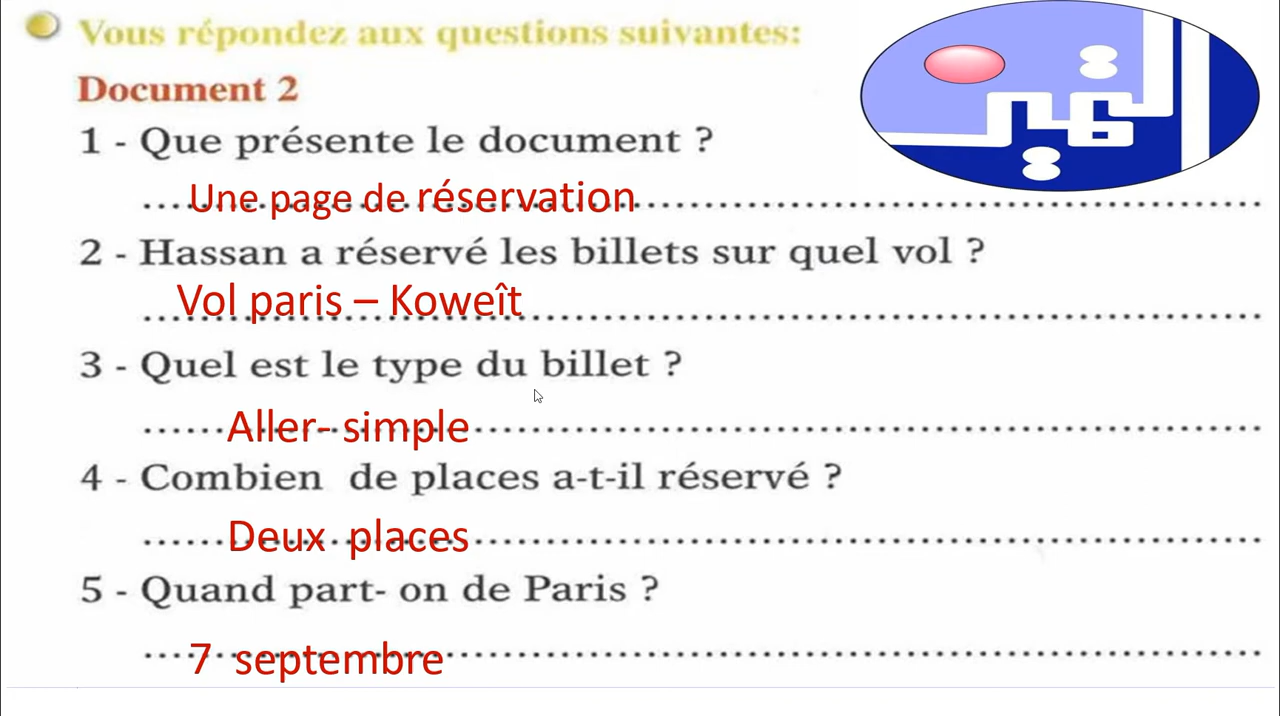 Vous répondez aux questions suivantes:
Document 2
1 - Que présente le document ?
Une page de réservation
2 - Hassan a réservé les billets sur quel vol ?
Vol paris – Koweît
3 - Quel est le type du billet ?
Aller- simple
4 - Combien de places a-t-il réservé ?
Deux places
5 - Quand part- on de Paris ?
7 septembre